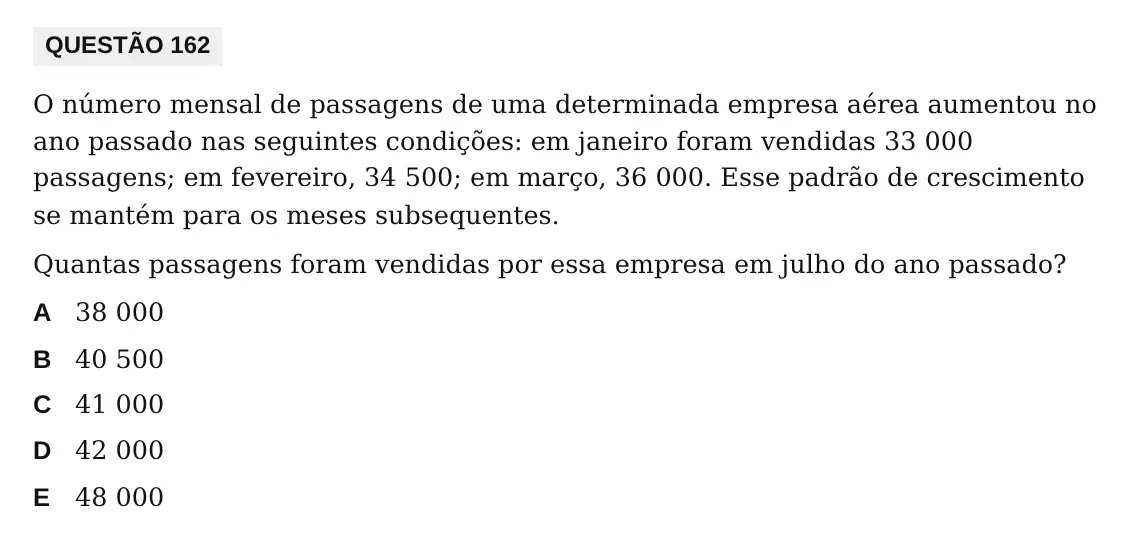 QUESTÃO 162
O número mensal de passagens de uma determinada empresa aérea aumentou no
ano passado nas seguintes condições: em janeiro foram vendidas 33 000
passagens; em fevereiro, 34 500; em março, 36 000. Esse padrão de crescimento
se mantém para os meses subsequentes.
Quantas passagens foram vendidas por essa empresa em julho do ano passado?
A 38 000
B 40 500
C 41 000
D 42 000
E 48 000